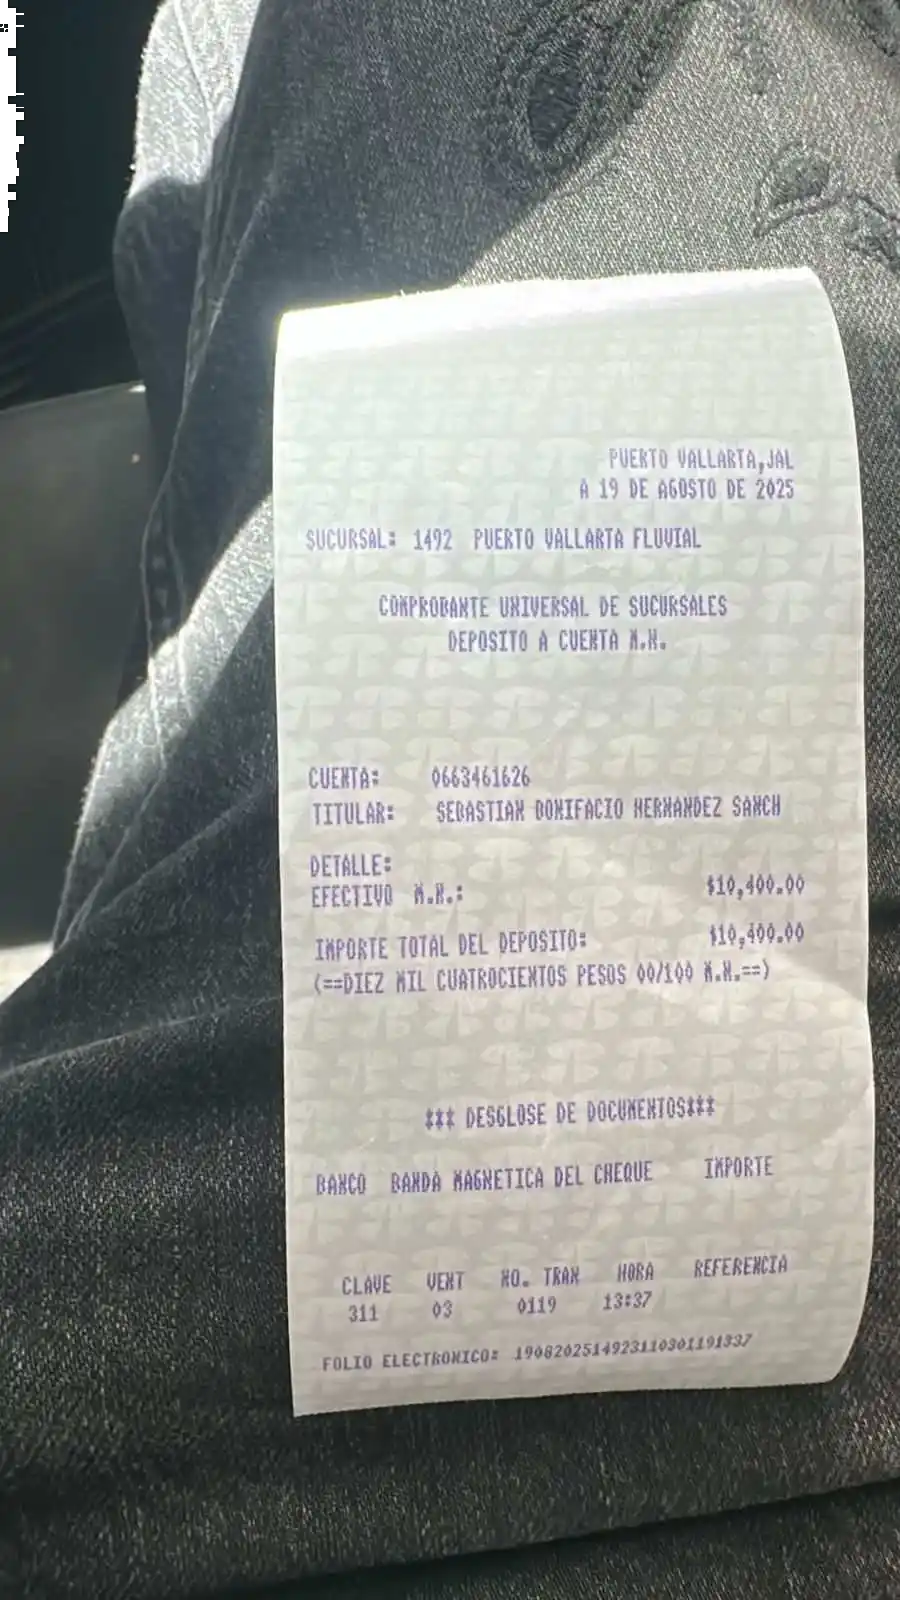 PUERTO VALLARTA,JAL
A 19 DE AGOSTO DE 2025
SUCURSAL: 1492 PUERTO VALLARTA FLUVIAL
COMPROBANTE UNIVERSAL DE SUCURSALES
DEPOSITO A CUENTA M.N.
CUENTA: 0663461626
TITULAR: SEBASTIAN BONIFACIO HERNANDEZ SANCH
DETALLE:
EFECTIVO M.N.: $10,400.00
IMPORTE TOTAL DEL DEPOSITO: $10,400.00
(==DIEZ MIL CUATROCIENTOS PESOS 00/100 M.N.==)
*** DESGLOSE DE DOCUMENTOS***
BANCO BANDA MAGNETICA DEL CHEQUE IMPORTE
CLAVE VENT NO. TRAN HORA REFERENCIA
311 03 0119 13:37
FOLIO ELECTRONICO: 1908202514923110301191337